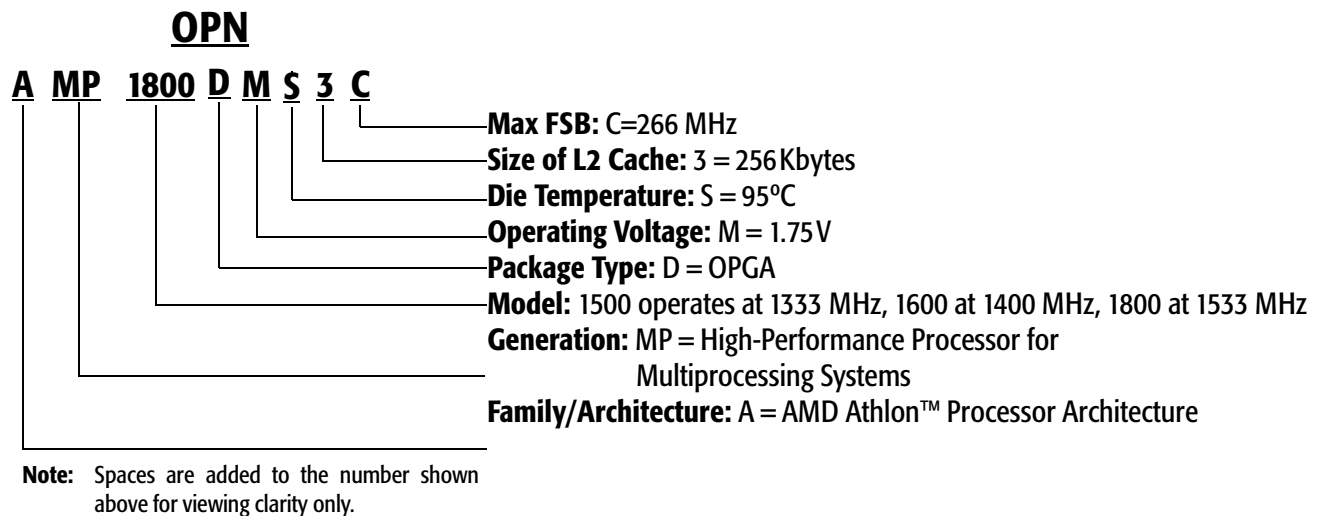 OPN
A MP 1800 D M S 3 C
Max FSB: C=266 MHz
Size of L2 Cache: 3 = 256Kbytes
Die Temperature: S = 95ºC
Operating Voltage: M = 1.75V
Package Type: D = OPGA
Model: 1500 operates at 1333 MHz, 1600 at 1400 MHz, 1800 at 1533 MHz
Generation: MP = High-Performance Processor for
Multiprocessing Systems
Family/Architecture: A = AMD Athlon™ Processor Architecture
Note: Spaces are added to the number shown
above for viewing clarity only.